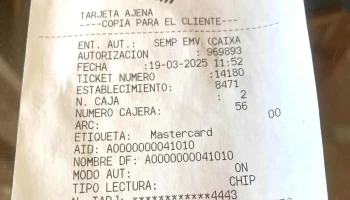 TARJETA AJENA
---COPIA PARA EL CLIENTE---
ENT. AUT.: SEMP EMV (CAIXA
AUTORIZACION : 969893
FECHA :19-03-2025 11:52
TICKET NUMERO :14180
ESTABLECIMIENTO: 8471
N. CAJA : 2
NUMERO CAJERA: 56
ARC: 00
ETIQUETA: Mastercard
AID: A0000000041010
NOMBRE DF: A0000000041010
MODO AUT: ON
TIPO LECTURA: CHIP
N. TARJ: ************4443